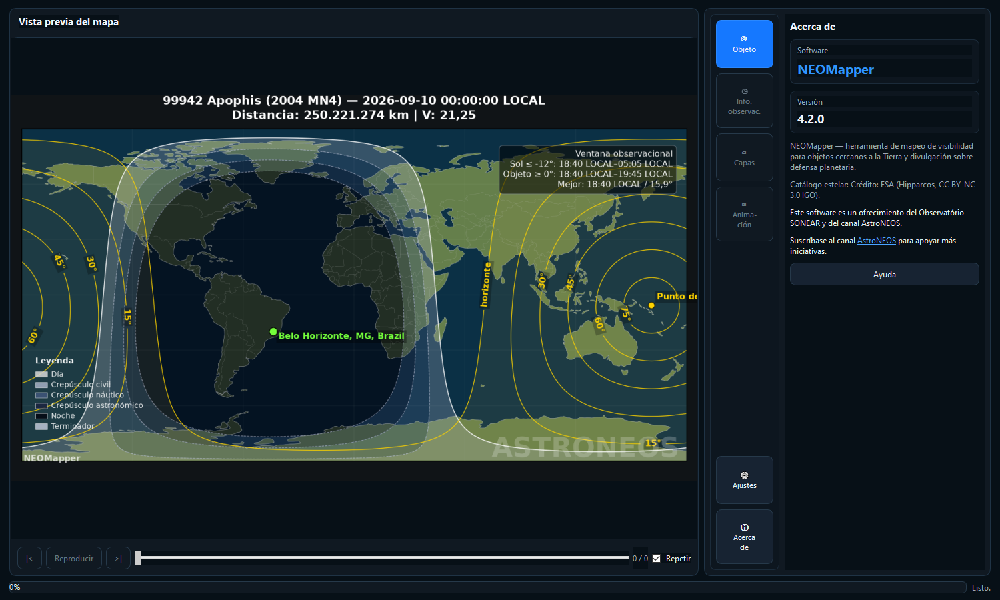 Vista previa del mapa
99942 Apophis (2004 MN4) — 2026-09-10 00:00:00 LOCAL
Distancia: 250.221.274 km | V: 21,25
Ventana observacional
Sol ≤ -12°: 18:40 LOCAL–05:05 LOCAL
Objeto ≥ 0°: 18:40 LOCAL–19:45 LOCAL
Mejor: 18:40 LOCAL / 15,9°
45°
30°
15°
60°
horizonte
30°
45°
60°
75°
Punto de
15°
Belo Horizonte, MG, Brazil
Leyenda
Día
Crepúsculo civil
Crepúsculo náutico
Crepúsculo astronómico
Noche
Terminador
NEOMapper
ASTRONEOS
|<
Reproducir
>|
0 / 0
Repetir
0%
Listo.
Objeto
Info.
observac.
Capas
Anima-
ción
Ajustes
Acerca
de
Acerca de
Software
NEOMapper
Versión
4.2.0
NEOMapper — herramienta de mapeo de visibilidad
para objetos cercanos a la Tierra y divulgación sobre
defensa planetaria.
Catálogo estelar: Crédito: ESA (Hipparcos, CC BY-NC
3.0 IGO).
Este software es un ofrecimiento del Observatório
SONEAR y del canal AstroNEOS.
Suscríbase al canal AstroNEOS para apoyar más
iniciativas.
Ayuda